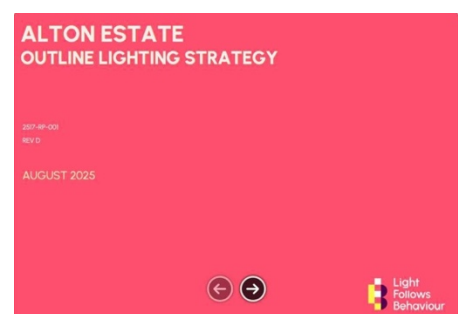 ALTON ESTATE
OUTLINE LIGHTING STRATEGY
2517-RP-001
REV D
AUGUST 2025
Light
Follows
Behaviour